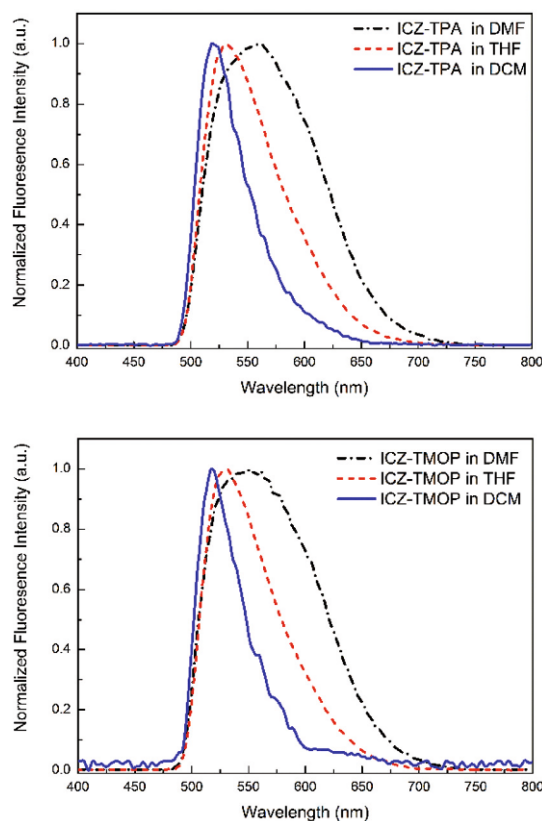 ICZ-TPA in DMF
ICZ-TPA in THF
ICZ-TPA in DCM
Normalized Fluoresence Intensity (a.u.)
1.0
0.8
0.6
0.4
0.2
0.0
400 450 500 550 600 650 700 750 800
Wavelength (nm)
ICZ-TMOP in DMF
ICZ-TMOP in THF
ICZ-TMOP in DCM
Normalized Fluoresence Intensity (a.u.)
1.0
0.8
0.6
0.4
0.2
0.0
400 450 500 550 600 650 700 750 800
Wavelength (nm)